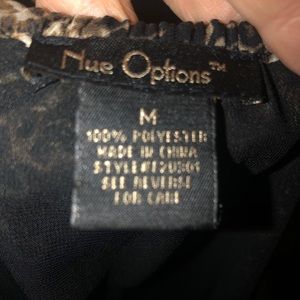 Nue Options™
M
100% POLYESTER
MADE IN CHINA
SEE REVERSE
FOR CARE